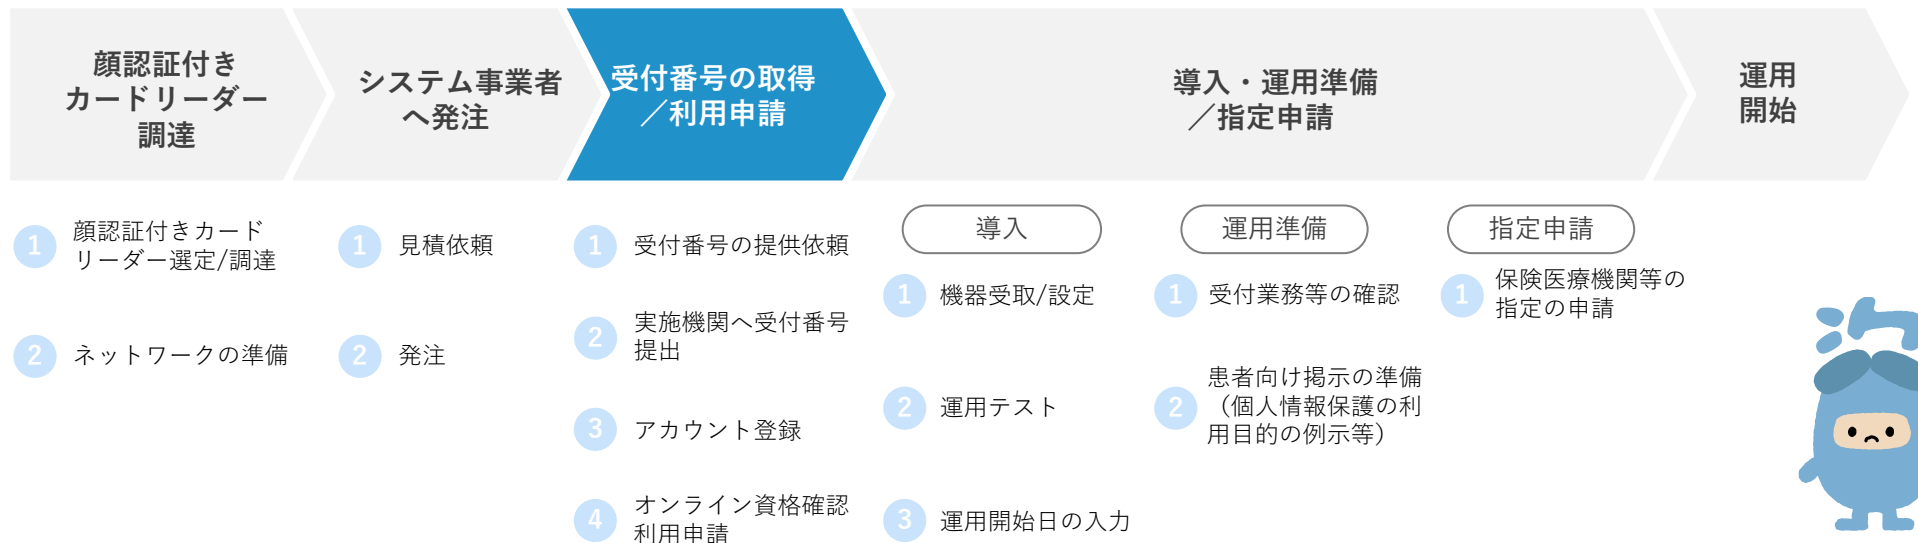 顔認証付き
カードリーダー
調達
システム事業者
へ発注
受付番号の取得
／利用申請
導入・運用準備
／指定申請
運用
開始
1
顔認証付きカード
リーダー選定/調達
2
ネットワークの準備
1
見積依頼
2
発注
1
受付番号の提供依頼
2
実施機関へ受付番号
提出
3
アカウント登録
4
オンライン資格確認
利用申請
導入
1
機器受取/設定
2
運用テスト
3
運用開始日の入力
運用準備
1
受付業務等の確認
2
患者向け掲示の準備
（個人情報保護の利
用目的の例示等）
指定申請
1
保険医療機関等の
指定の申請